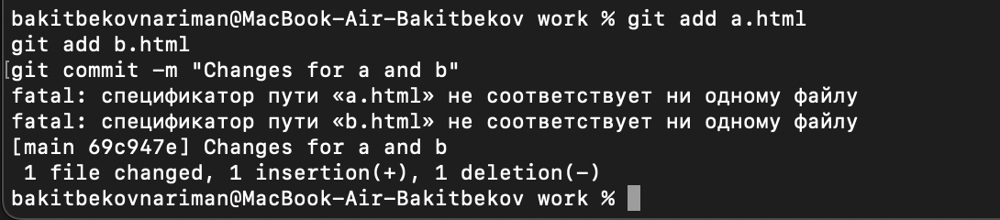 bakitbekovnariman@MacBook-Air-Bakitbekov work % git add a.html
git add b.html
git commit -m "Changes for a and b"
fatal: спецификатор пути «a.html» не соответствует ни одному файлу
fatal: спецификатор пути «b.html» не соответствует ни одному файлу
[main 69c947e] Changes for a and b
 1 file changed, 1 insertion(+), 1 deletion(-)
bakitbekovnariman@MacBook-Air-Bakitbekov work %